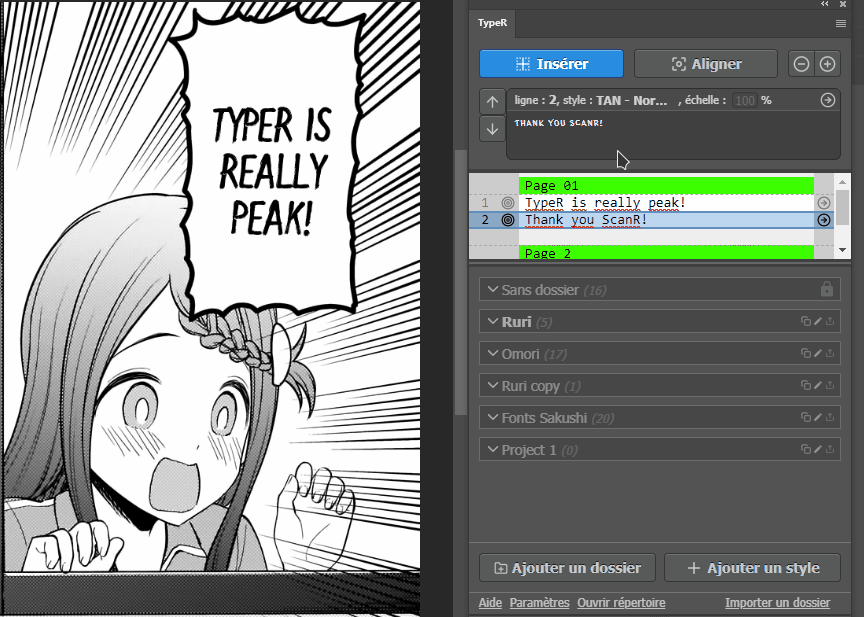 TYPER IS
REALLY
PEAK!
TypeR
Insérer
Aligner
ligne : 2, style : TAN - Nor... , échelle : 100 %
THANK YOU SCANR!
Page 01
1 TypeR is really peak!
2 Thank you ScanR!
Page 2
Sans dossier (16)
Ruri (5)
Omori (17)
Ruri copy (1)
Fonts Sakushi (20)
Project 1 (0)
Ajouter un dossier
Ajouter un style
Aide Paramètres Ouvrir répertoire Importer un dossier